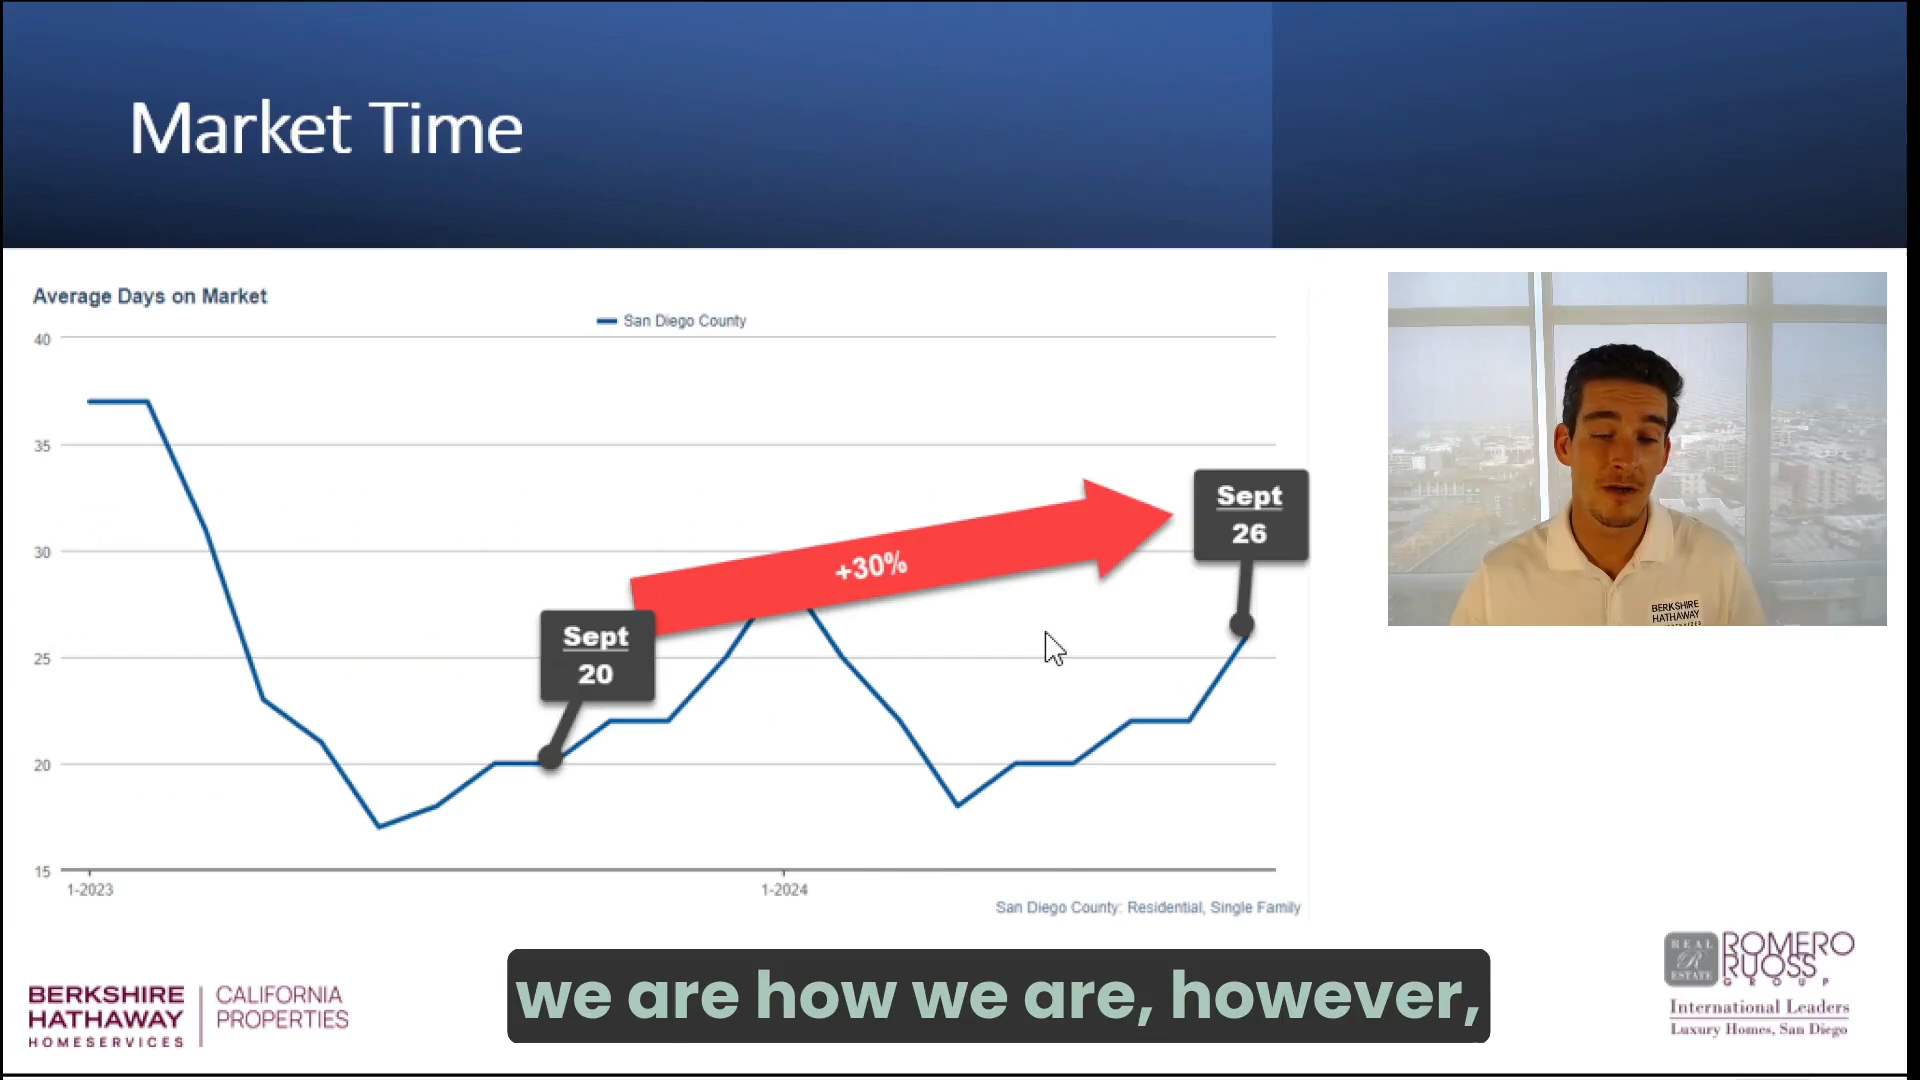 Market Time
Average Days on Market
San Diego County
40
35
30
25
20
15
Sept
20
+30%
Sept
26
1-2023
1-2024
San Diego County: Residential, Single Family
BERKSHIRE
HATHAWAY
we are how we are, however,
BERKSHIRE
HATHAWAY
HOMESERVICES
CALIFORNIA
PROPERTIES
REAL
R
ESTATE
ROMERO
RUOSS
GROUP
International Leaders
Luxury Homes, San Diego